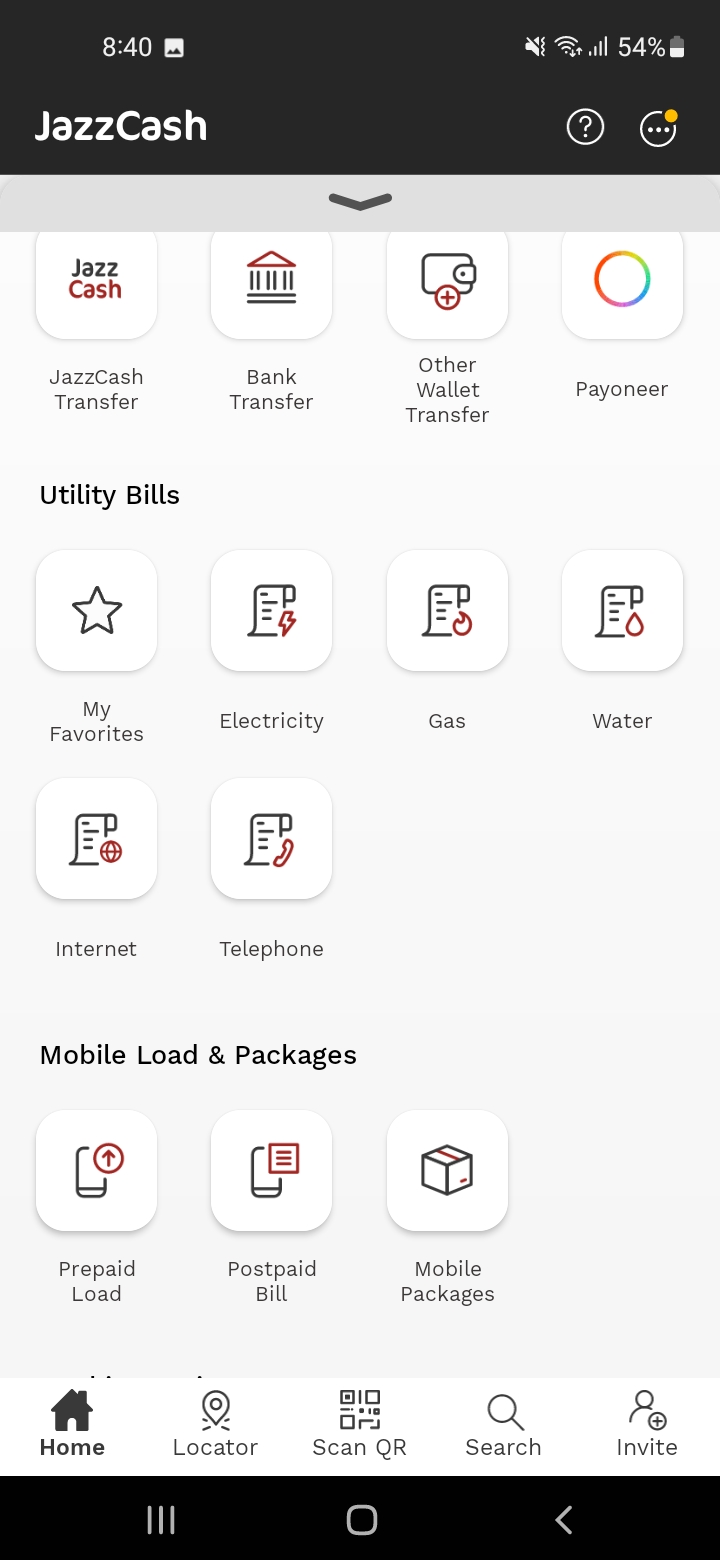 8:40
54%
JazzCash
Jazz
Cash
JazzCash
Transfer
Bank
Transfer
Other
Wallet
Transfer
Payoneer
Utility Bills
My
Favorites
Electricity
Gas
Water
Internet
Telephone
Mobile Load & Packages
Prepaid
Load
Postpaid
Bill
Mobile
Packages
Home
Locator
Scan QR
Search
Invite